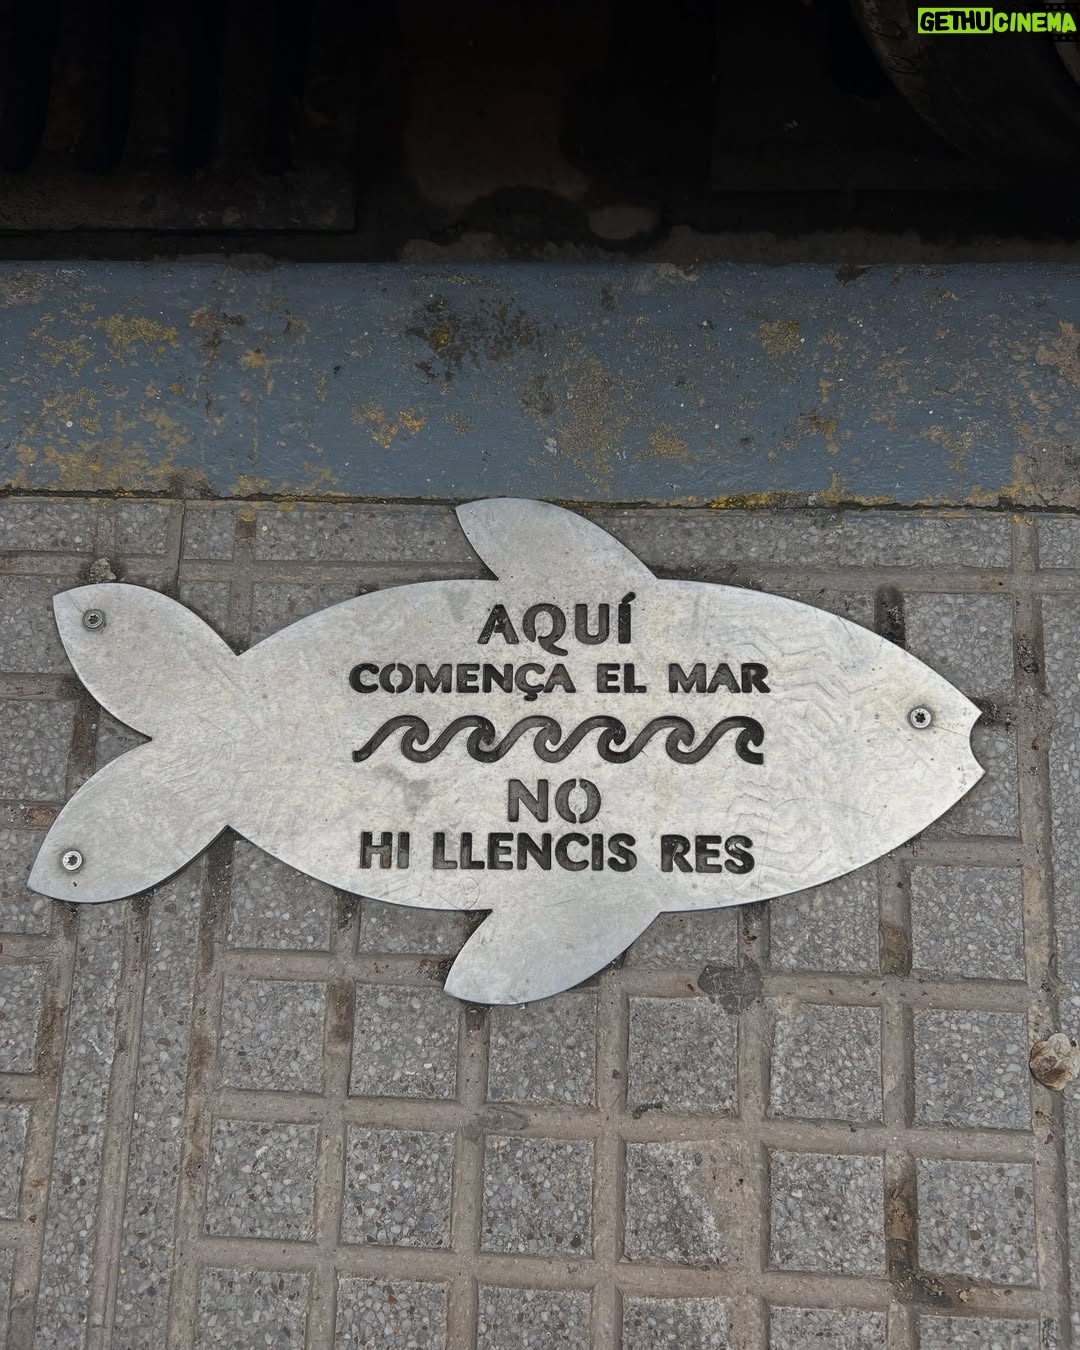 GETHUCINEMA
AQUÍ
COMENÇA EL MAR
NO
HI LLENCIS RES